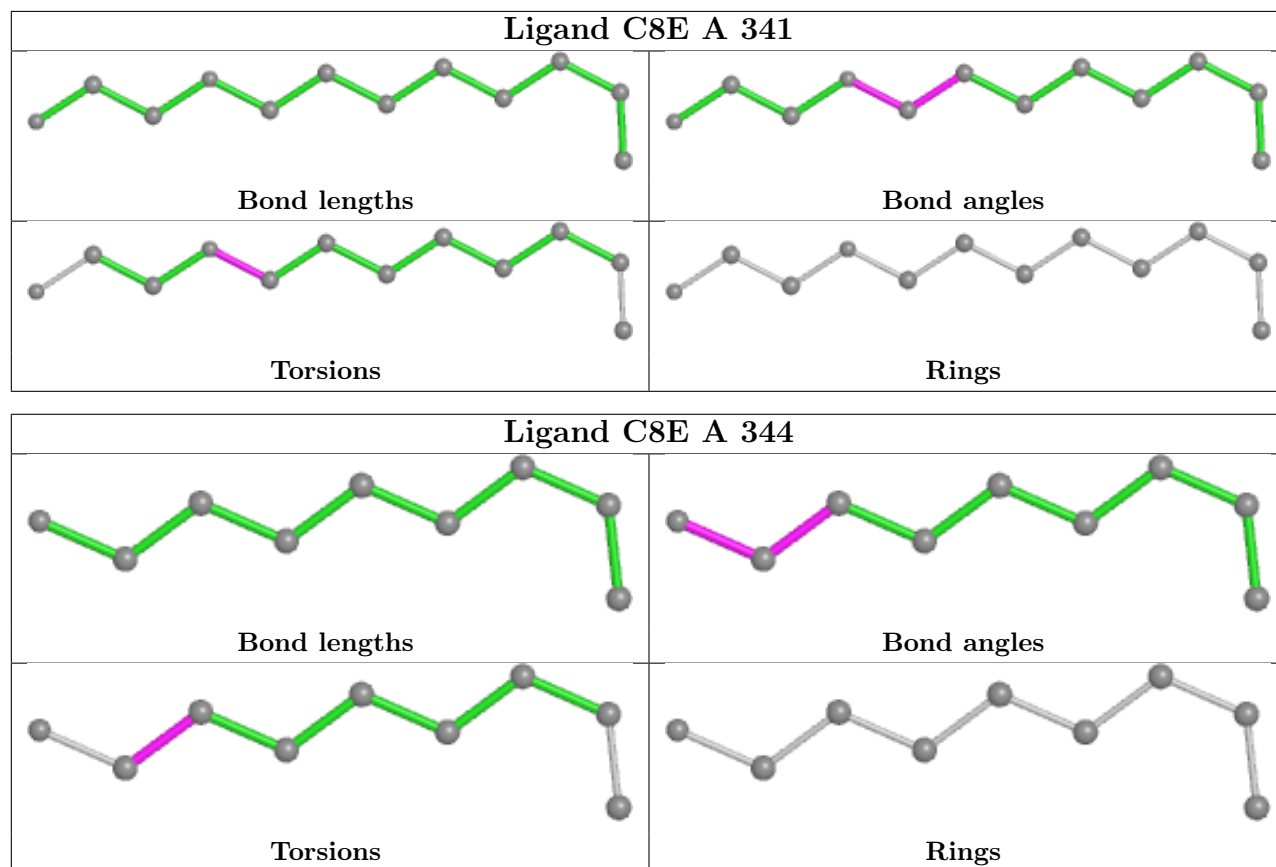 Ligand C8E A 341
Bond lengths
Bond angles
Torsions
Rings
Ligand C8E A 344
Bond lengths
Bond angles
Torsions
Rings